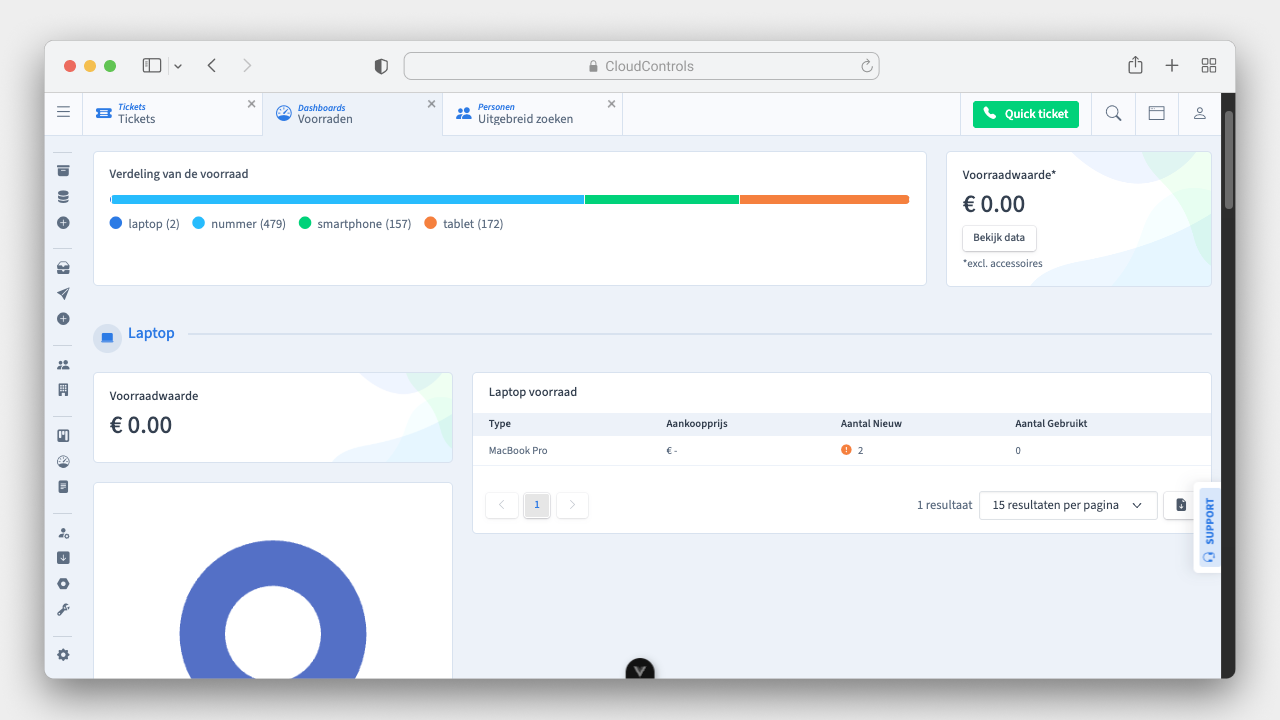 CloudControls
Tickets
Tickets
Dashboards
Voorraden
Personen
Uitgebreid zoeken
Quick ticket
Verdeling van de voorraad
laptop (2) nummer (479) smartphone (157) tablet (172)
Voorraadwaarde*
€ 0.00
Bekijk data
*excl. accessoires
Laptop
Voorraadwaarde
€ 0.00
Laptop voorraad
Type Aankoopprijs Aantal Nieuw Aantal Gebruikt
MacBook Pro € - 2 0
1
1 resultaat 15 resultaten per pagina
SUPPORT